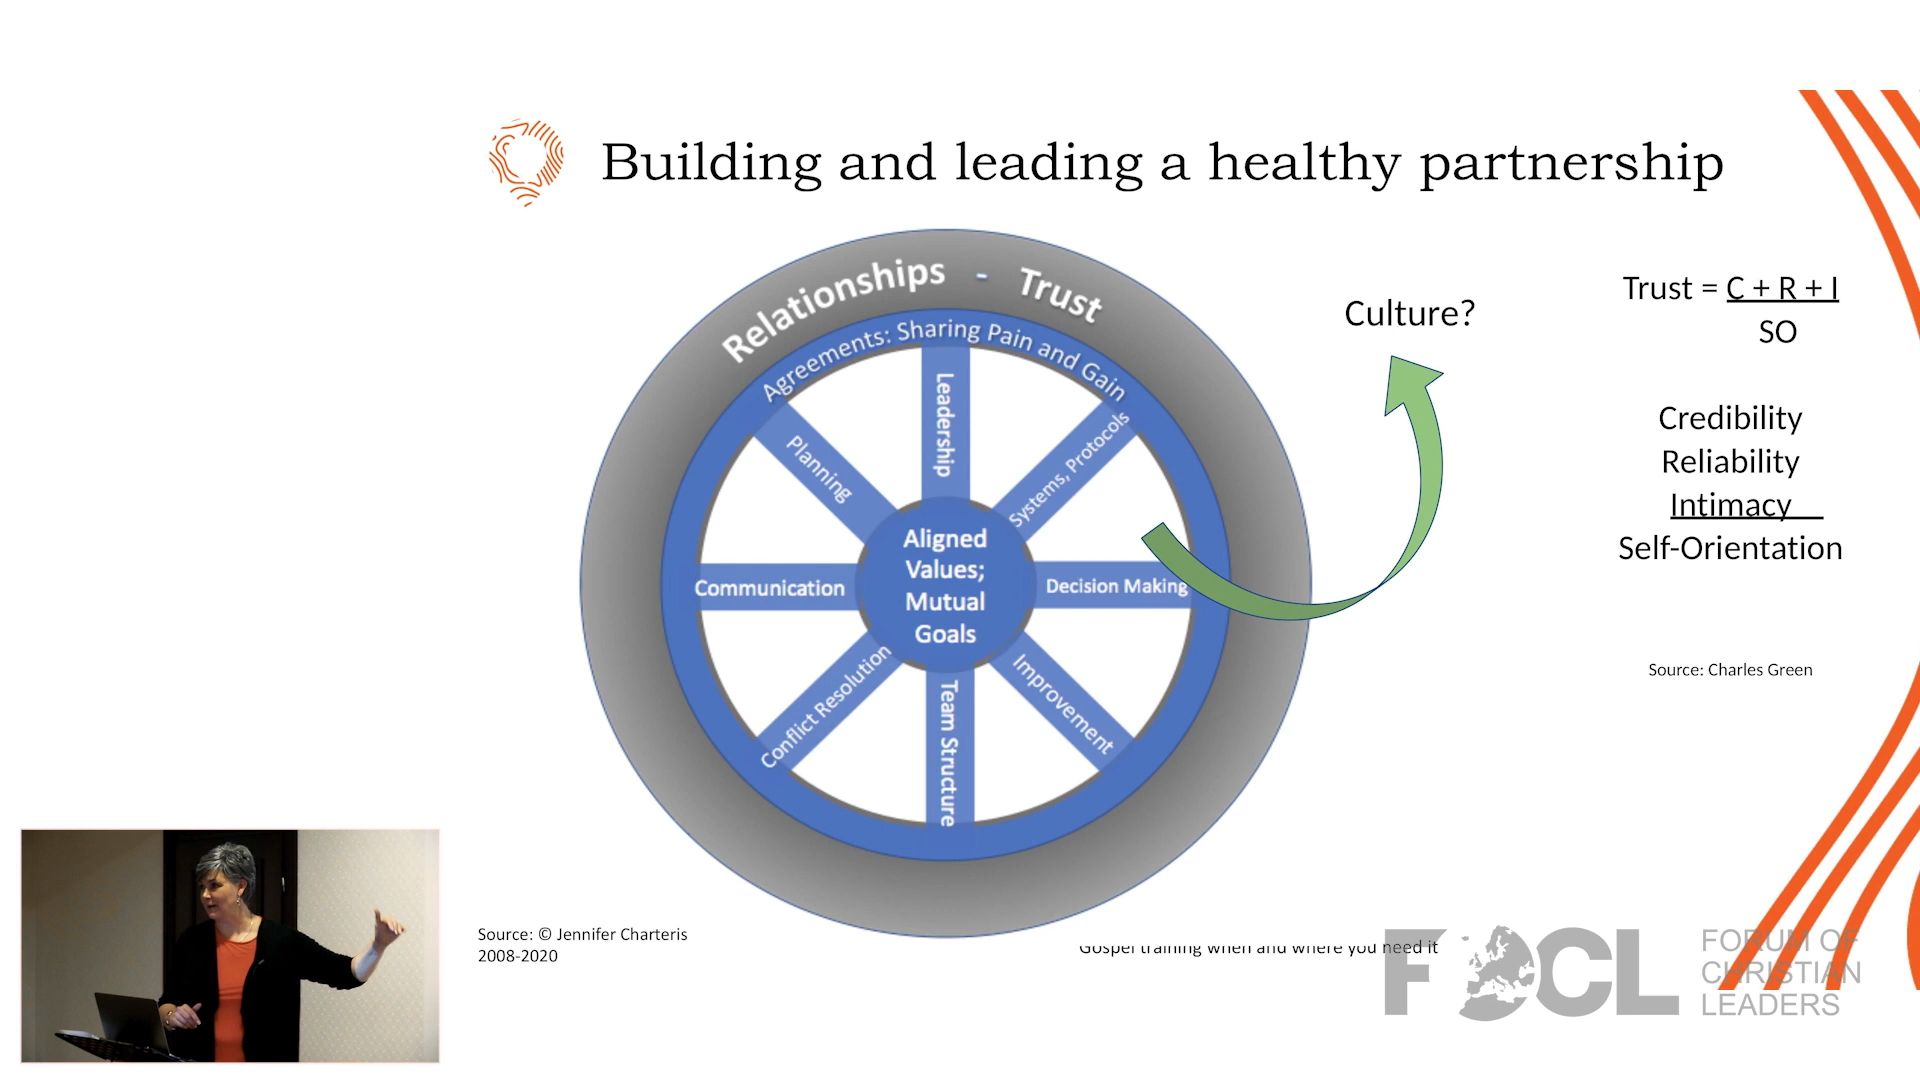 Building and leading a healthy partnership
Relationships - Trust
Agreements: Sharing Pain and Gain
Leadership
Systems, Protocols
Decision Making
Improvement
Team Structure
Conflict Resolution
Communication
Planning
Aligned
Values;
Mutual
Goals
Culture?
Trust = C + R + I
SO
Credibility
Reliability
Intimacy
Self-Orientation
Source: Charles Green
Source: © Jennifer Charteris
2008-2020
Gospel training when and where you need it
FOCL
FORUM OF
CHRISTIAN
LEADERS